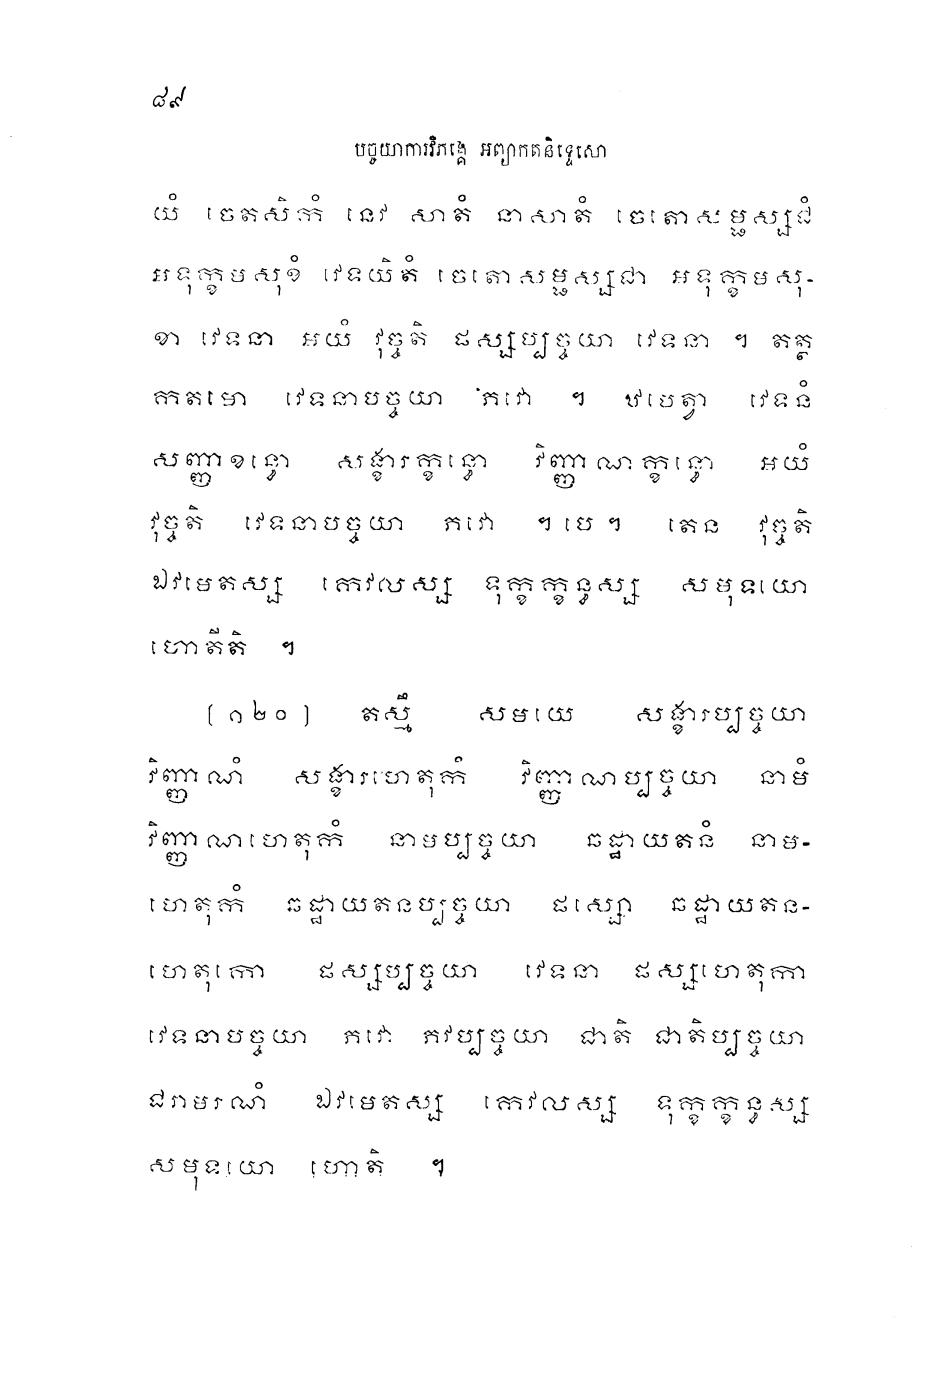 ៨៩
បច្ចយាការវិភង្គេ អព្យាកតនិទ្ទេសោ
យំ ចេតសិកំ នេវ សាតំ នាសាតំ ចេតោសម្ផស្សជំ
អទុក្ខមសុខំ វេទយិតំ ចេតោសម្ផស្សជា អទុក្ខមសុ-
ខា វេទនា អយំ វុច្ចតិ ផស្សប្បច្ចយា វេទនា ។ តត្ថ
កាតមោ វេទនាបច្ចយា ភវោ ។ ឋបេត្វា វេទនំ
សញ្ញាខន្ធោ សង្ខារក្ខន្ធោ វិញ្ញាណក្ខន្ធោ អយំ
វុច្ចតិ វេទនាបច្ចយា ភវោ ។បេ។ តេន វុច្ចតិ
ឯវមេតស្ស កេវលស្ស ទុក្ខក្ខន្ធស្ស សមុទយោ
ហោតីតិ ។
[១២០] តស្មឹ សមយេ សង្ខារប្បច្ចយា
វិញ្ញាណំ សង្ខារហេតុកំ វិញ្ញាណប្បច្ចយា នាមំ
វិញ្ញាណហេតុកំ នាមប្បច្ចយា ឆដ្ឋាយតនំ នាម-
ហេតុកំ ឆដ្ឋាយតនប្បច្ចយា ផស្សោ ឆដ្ឋាយតន-
ហេតុកោ ផស្សប្បច្ចយា វេទនា ផស្សហេតុកា
វេទនាបច្ចយា ភវោ ភវប្បច្ចយា ជាតិ ជាតិប្បច្ចយា
ជរាមរណំ ឯវមេតស្ស កេវលស្ស ទុក្ខក្ខន្ធស្ស
សមុទយោ ហោតិ ។